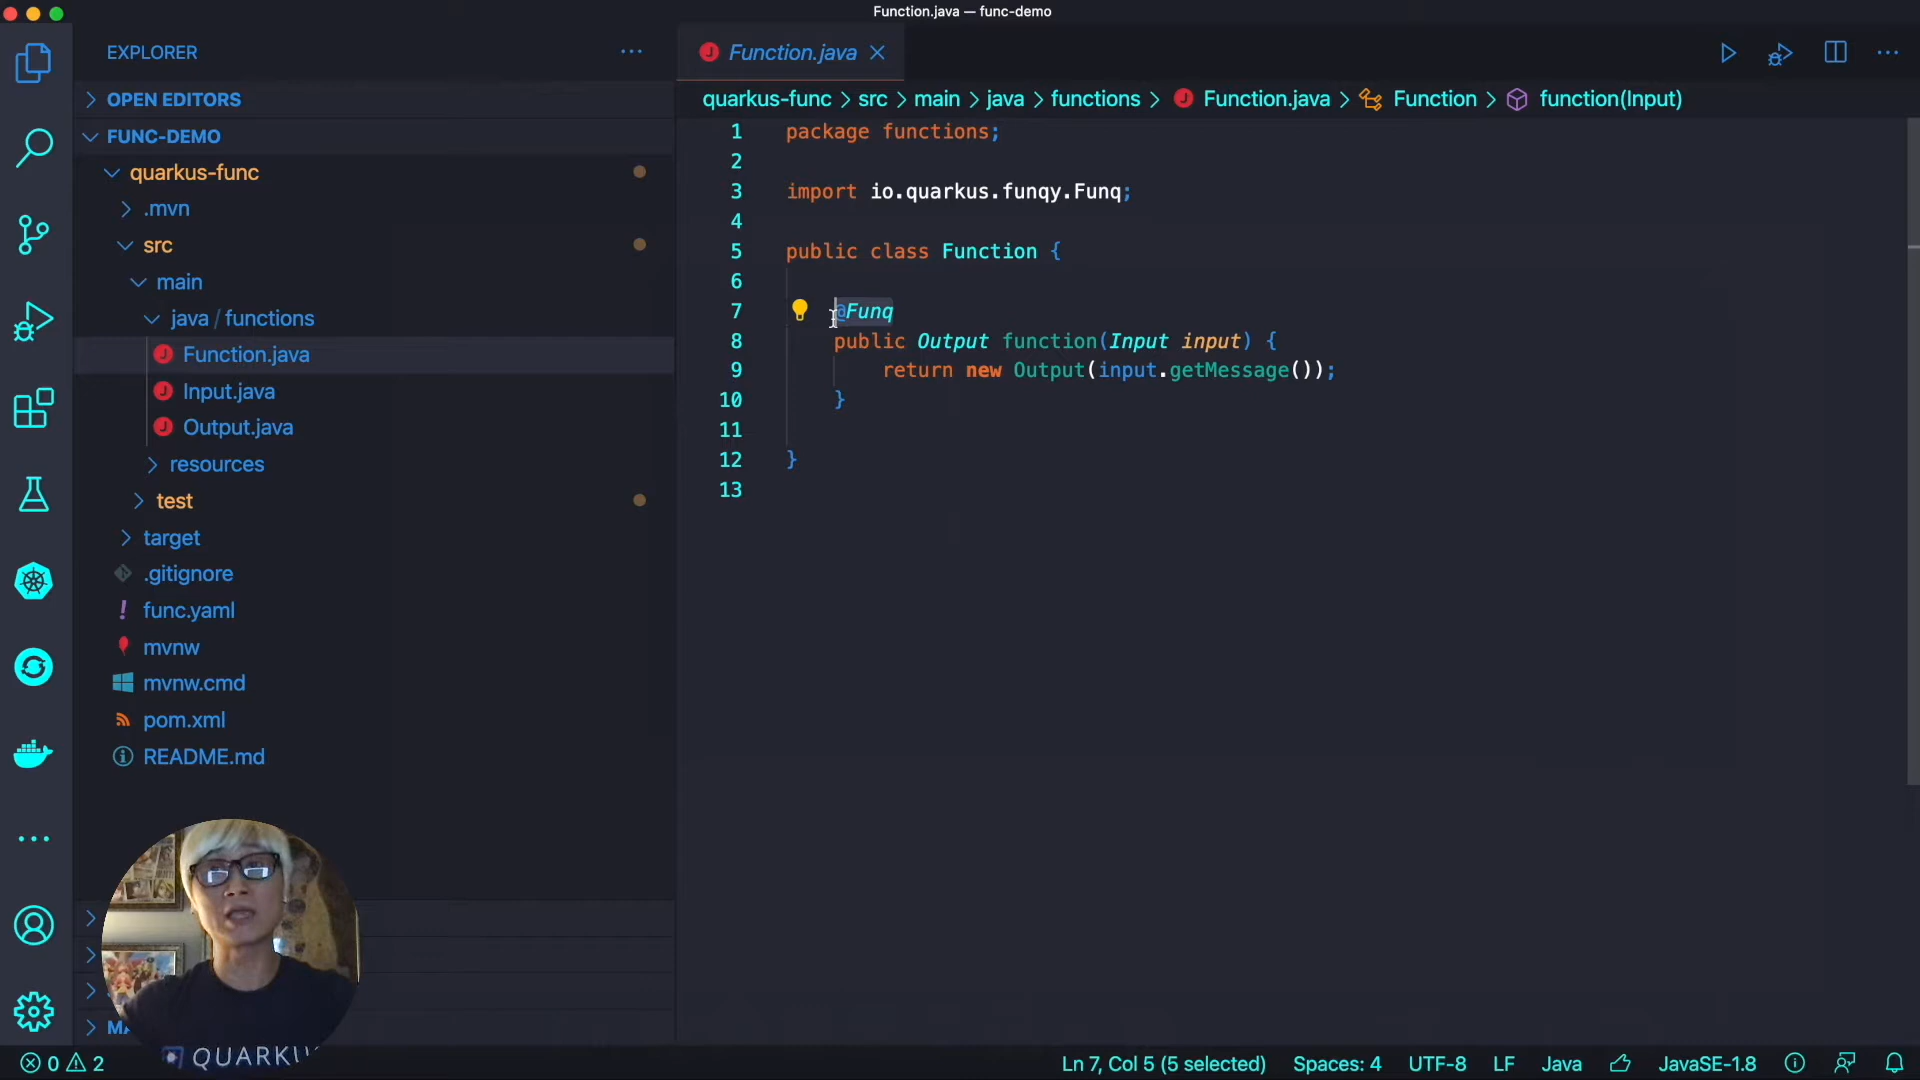 Function.java — func-demo
EXPLORER
OPEN EDITORS
FUNC-DEMO
quarkus-func
.mvn
src
main
java / functions
Function.java
Input.java
Output.java
resources
test
target
.gitignore
func.yaml
mvnw
mvnw.cmd
pom.xml
README.md
Function.java
quarkus-func > src > main > java > functions > Function.java > Function > function(Input)
1 package functions;
2
3 import io.quarkus.funqy.Funq;
4
5 public class Function {
6
7 @Funq
8 public Output function(Input input) {
9 return new Output(input.getMessage());
10 }
11
12 }
13
0 2
Ln 7, Col 5 (5 selected) Spaces: 4 UTF-8 LF Java JavaSE-1.8